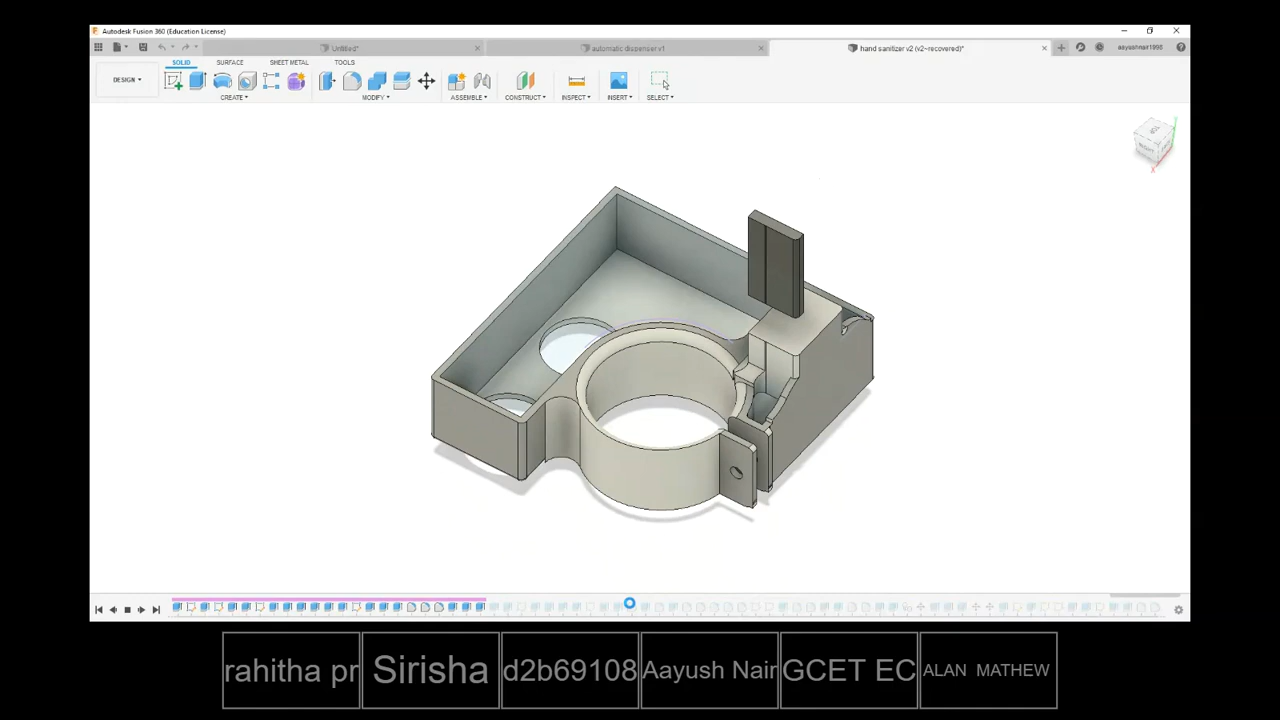 Autodesk Fusion 360 (Education License)
Untitled*
automatic dispenser v1
hand sanitizer v2 (v2~recovered)*
aayushnair1998
SOLID SURFACE SHEET METAL TOOLS
DESIGN
CREATE MODIFY ASSEMBLE CONSTRUCT INSPECT INSERT SELECT
TOP
RIGHT
X
rahitha pr
Sirisha
d2b69108
Aayush Nair
GCET EC
ALAN MATHEW